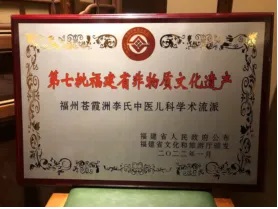 第七批福建省非物质文化遗产
福州苍霞洲李氏中医儿科学术流派
福建省人民政府公布
福建省文化和旅游厅颁发
二〇二二年一月